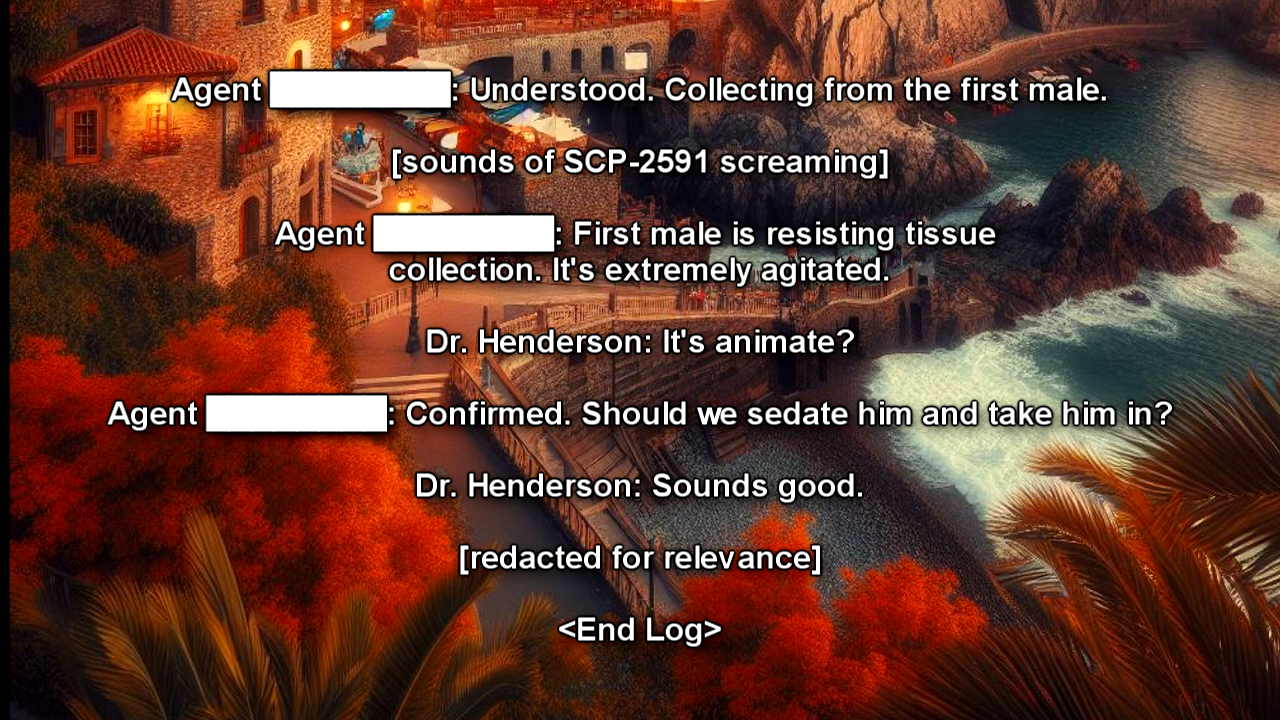 Agent : Understood. Collecting from the first male.
[sounds of SCP-2591 screaming]
Agent : First male is resisting tissue
collection. It's extremely agitated.
Dr. Henderson: It's animate?
Agent : Confirmed. Should we sedate him and take him in?
Dr. Henderson: Sounds good.
[redacted for relevance]
<End Log>